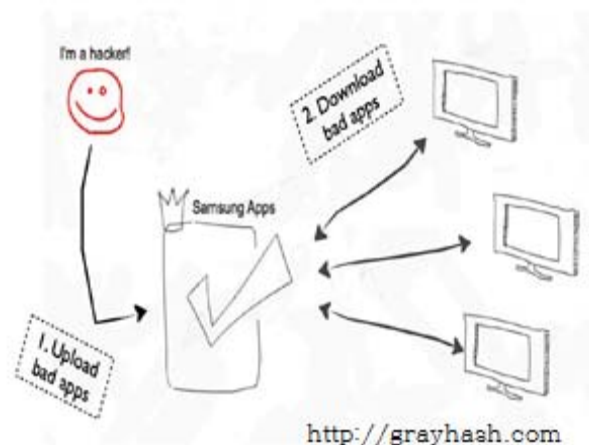 I'm a hacker!
2. Download
bad apps
Samsung Apps
1. Upload
bad apps
http://grayhash.com